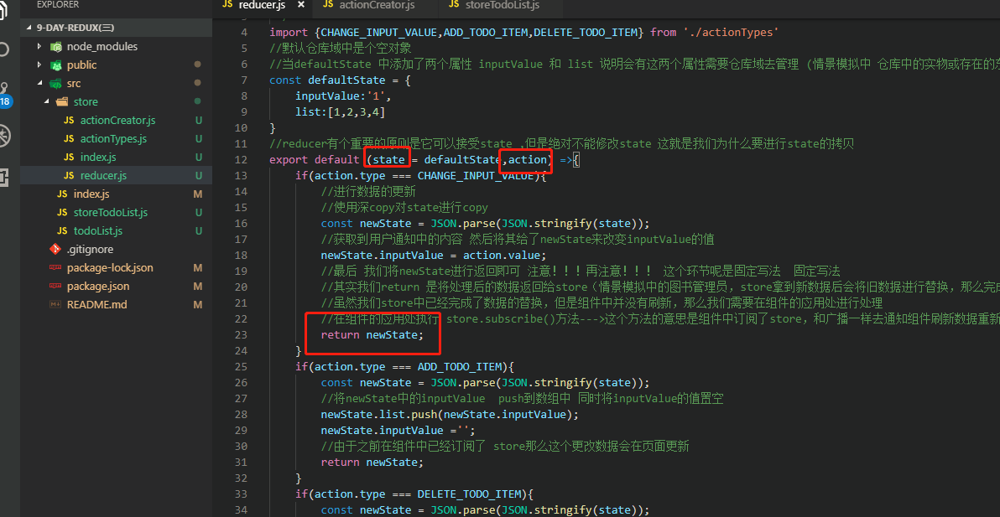 EXPLORER
JS reducer.js ×
JS actionCreator.js
JS storeTodoList.js
9-DAY-REDUX(三)
node_modules
public
src
store
JS actionCreator.js U
JS actionTypes.js U
JS index.js U
JS reducer.js U
JS index.js M
JS storeTodoList.js U
JS todoList.js U
.gitignore
package-lock.json M
package.json M
README.md M
18
4 import {CHANGE_INPUT_VALUE,ADD_TODO_ITEM,DELETE_TODO_ITEM} from './actionTypes'
5 //默认仓库域中是个空对象
6 //当defaultState 中添加了两个属性 inputValue 和 list 说明会有这两个属性需要仓库域去管理 (情景模拟中 仓库中的实物或存在的
7 const defaultState = {
8 inputValue:'1',
9 list:[1,2,3,4]
10 }
11 //reducer有个重要的原则是它可以接受state ,但是绝对不能修改state 这就是我们为什么要进行state的拷贝
12 export default (state = defaultState,action) =>{
13 if(action.type === CHANGE_INPUT_VALUE){
14 //进行数据的更新
15 //使用深copy对state进行copy
16 const newState = JSON.parse(JSON.stringify(state));
17 //获取到用户通知中的内容 然后将其给了newState来改变inputValue的值
18 newState.inputValue = action.value;
19 //最后 我们将newState进行返回即可 注意!!!再注意!!! 这个环节呢是固定写法 固定写法
20 //其实我们return 是将处理后的数据返回给store (情景模拟中的图书管理员，store拿到新数据后会将旧数据进行替换，那么完成
21 //虽然我们store中已经完成了数据的替换，但是组件中并没有刷新，那么我们需要在组件的应用处进行处理
22 //在组件的应用处执行 store.subscribe()方法--->这个方法的意思是组件中订阅了store，和广播一样去通知组件刷新数据重新
23 return newState;
24 }
25 if(action.type === ADD_TODO_ITEM){
26 const newState = JSON.parse(JSON.stringify(state));
27 //将newState中的inputValue push到数组中 同时将inputValue的值置空
28 newState.list.push(newState.inputValue);
29 newState.inputValue ='';
30 //由于之前在组件中已经订阅了 store那么这个更改数据会在页面更新
31 return newState;
32 }
33 if(action.type === DELETE_TODO_ITEM){
34 const newState = JSON.parse(JSON.stringify(state));